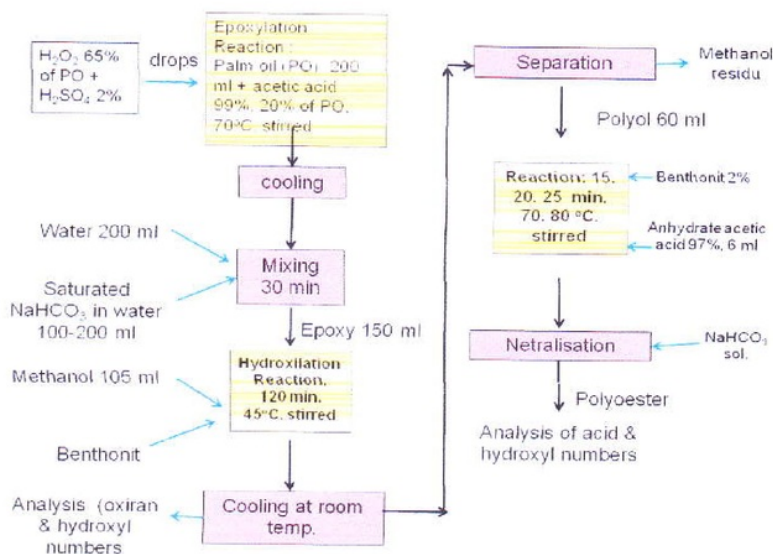 H₂O₂ 65%
of PO +
H₂SO₄ 2%
drops
Epoxylation
Reaction :
Palm oil (PO) 200
ml + acetic acid
99%, 20% of PO,
70°C, stirred
cooling
Water 200 ml
Saturated
NaHCO₃ in water
100-200 ml
Mixing
30 min
Epoxy 150 ml
Methanol 105 ml
Benthonit
Hydroxilation
Reaction,
120 min,
45°C, stirred
Analysis (oxiran
& hydroxyl
numbers
Cooling at room
temp.
Separation
Methanol
residu
Polyol 60 ml
Reaction: 15,
20, 25 min,
70, 80 °C,
stirred
Benthonit 2%
Anhydrate acetic
acid 97%, 6 ml
Netralisation
NaHCO₃
sol.
Polyoester
Analysis of acid &
hydroxyl numbers